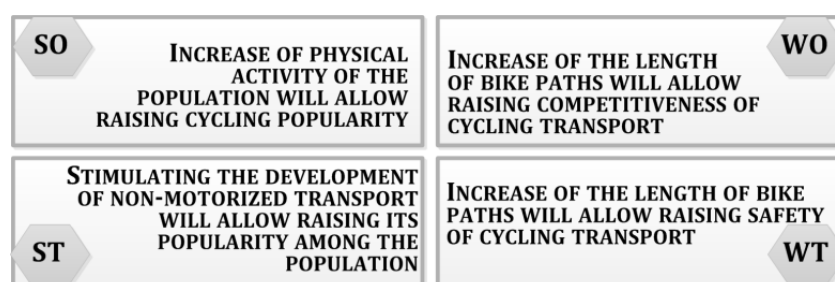 SO
INCREASE OF PHYSICAL
ACTIVITY OF THE
POPULATION WILL ALLOW
RAISING CYCLING POPULARITY
WO
INCREASE OF THE LENGTH
OF BIKE PATHS WILL ALLOW
RAISING COMPETITIVENESS OF
CYCLING TRANSPORT
STIMULATING THE DEVELOPMENT
OF NON-MOTORIZED TRANSPORT
WILL ALLOW RAISING ITS
POPULARITY AMONG THE
POPULATION
ST
INCREASE OF THE LENGTH OF BIKE
PATHS WILL ALLOW RAISING SAFETY
OF CYCLING TRANSPORT
WT